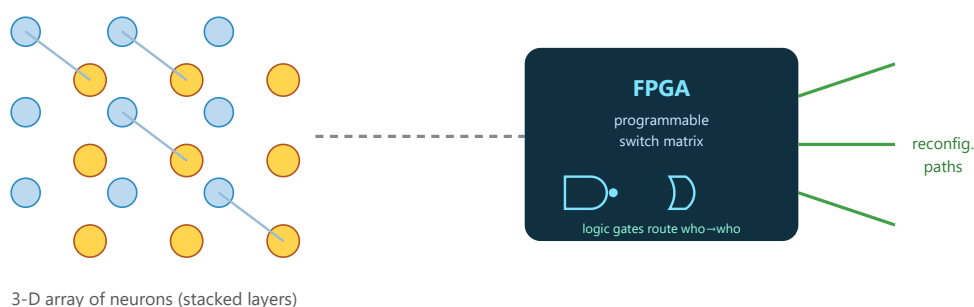 FPGA
programmable
switch matrix
reconfig.
paths
logic gates route who→who
3-D array of neurons (stacked layers)